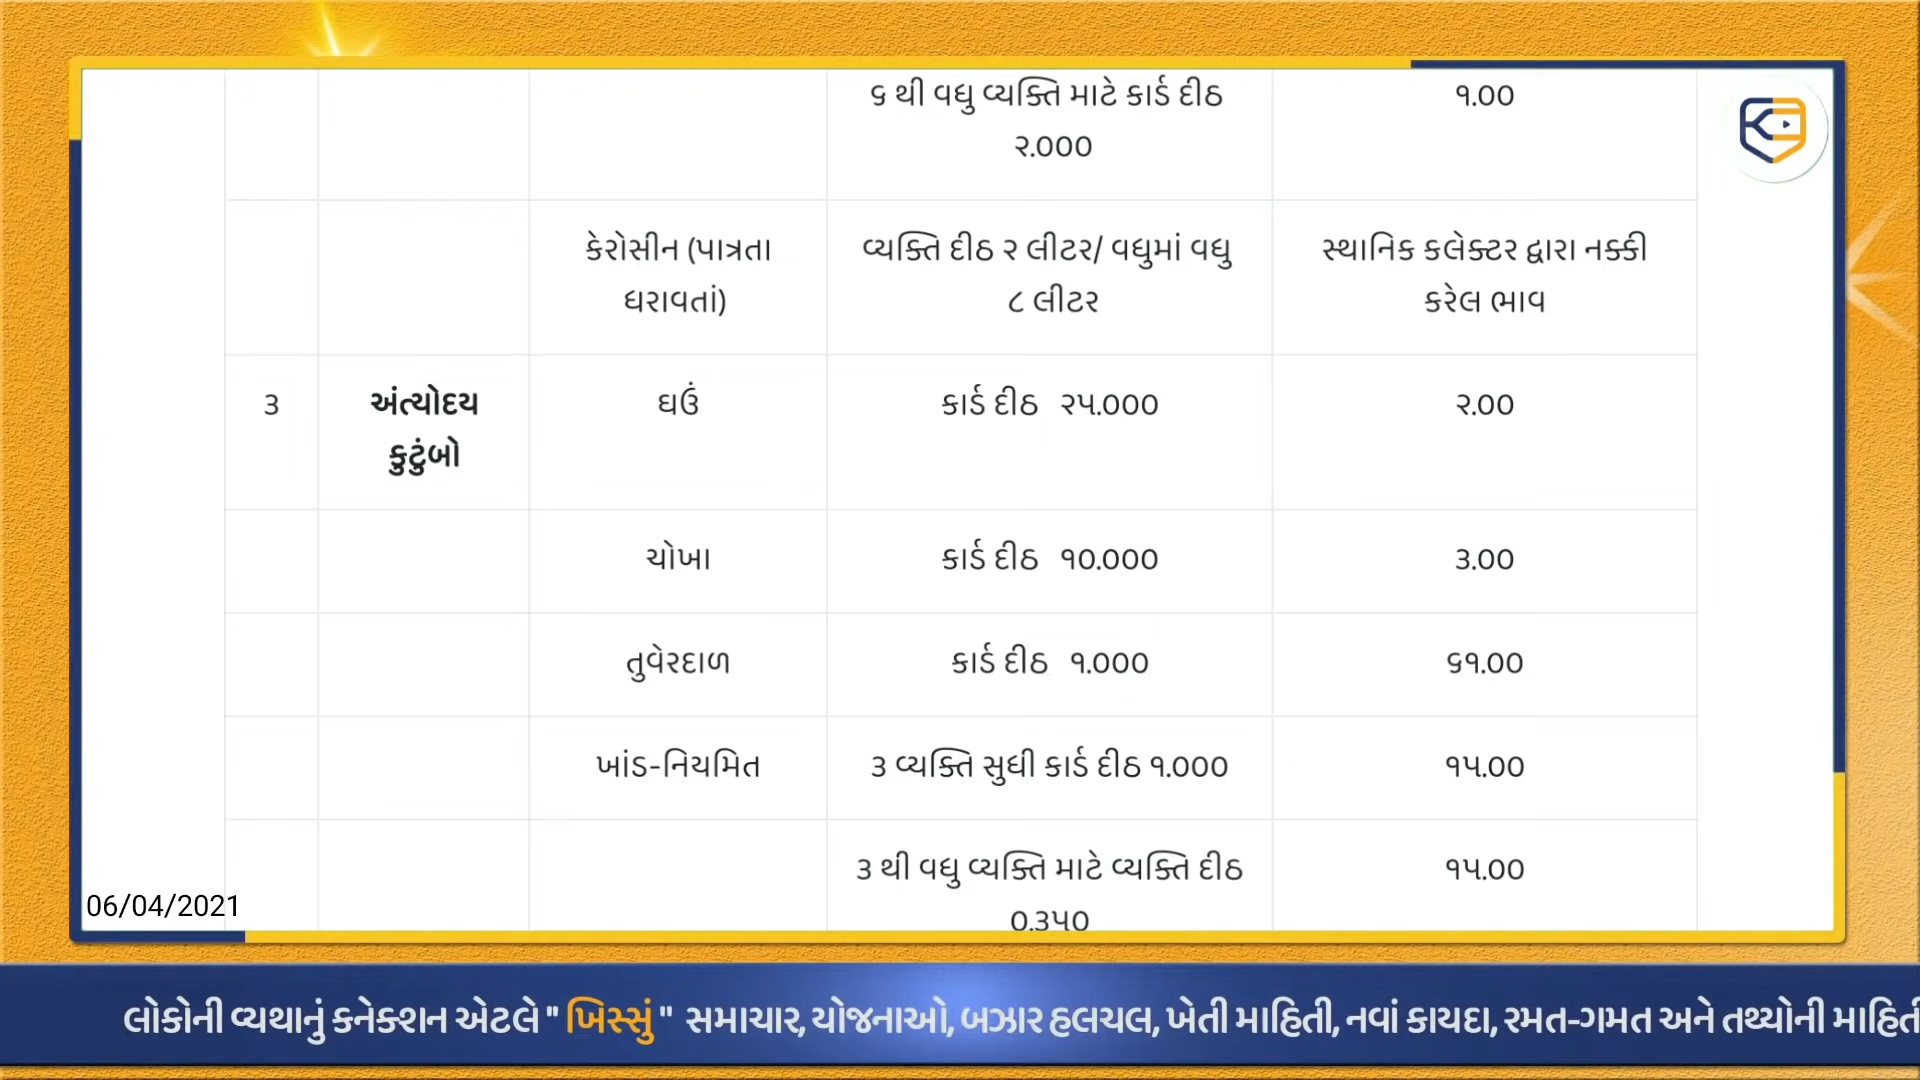 ૬ થી વધુ વ્યક્તિ માટે કાર્ડ દીઠ
૨.૦૦૦
૧.૦૦
કેરોસીન (પાત્રતા
ધરાવતાં)
વ્યક્તિ દીઠ ૨ લીટર/ વધુમાં વધુ
૮ લીટર
સ્થાનિક કલેક્ટર દ્વારા નક્કી
કરેલ ભાવ
૩
અંત્યોદય
કુટુંબો
ઘઉં
કાર્ડ દીઠ ૨૫.૦૦૦
૨.૦૦
ચોખા
કાર્ડ દીઠ ૧૦.૦૦૦
૩.૦૦
તુવેરદાળ
કાર્ડ દીઠ ૧.૦૦૦
૬૧.૦૦
ખાંડ-નિયમિત
૩ વ્યક્તિ સુધી કાર્ડ દીઠ ૧.૦૦૦
૧૫.૦૦
૩ થી વધુ વ્યક્તિ માટે વ્યક્તિ દીઠ
૦.૩૫૦
૧૫.૦૦
06/04/2021
લોકોની વ્યથાનું કનેક્શન એટલે " ખિસ્સું " સમાચાર, યોજનાઓ, બઝાર હલચલ, ખેતી માહિતી, નવાં કાયદા, રમત-ગમત અને તથ્યોની માહિતી